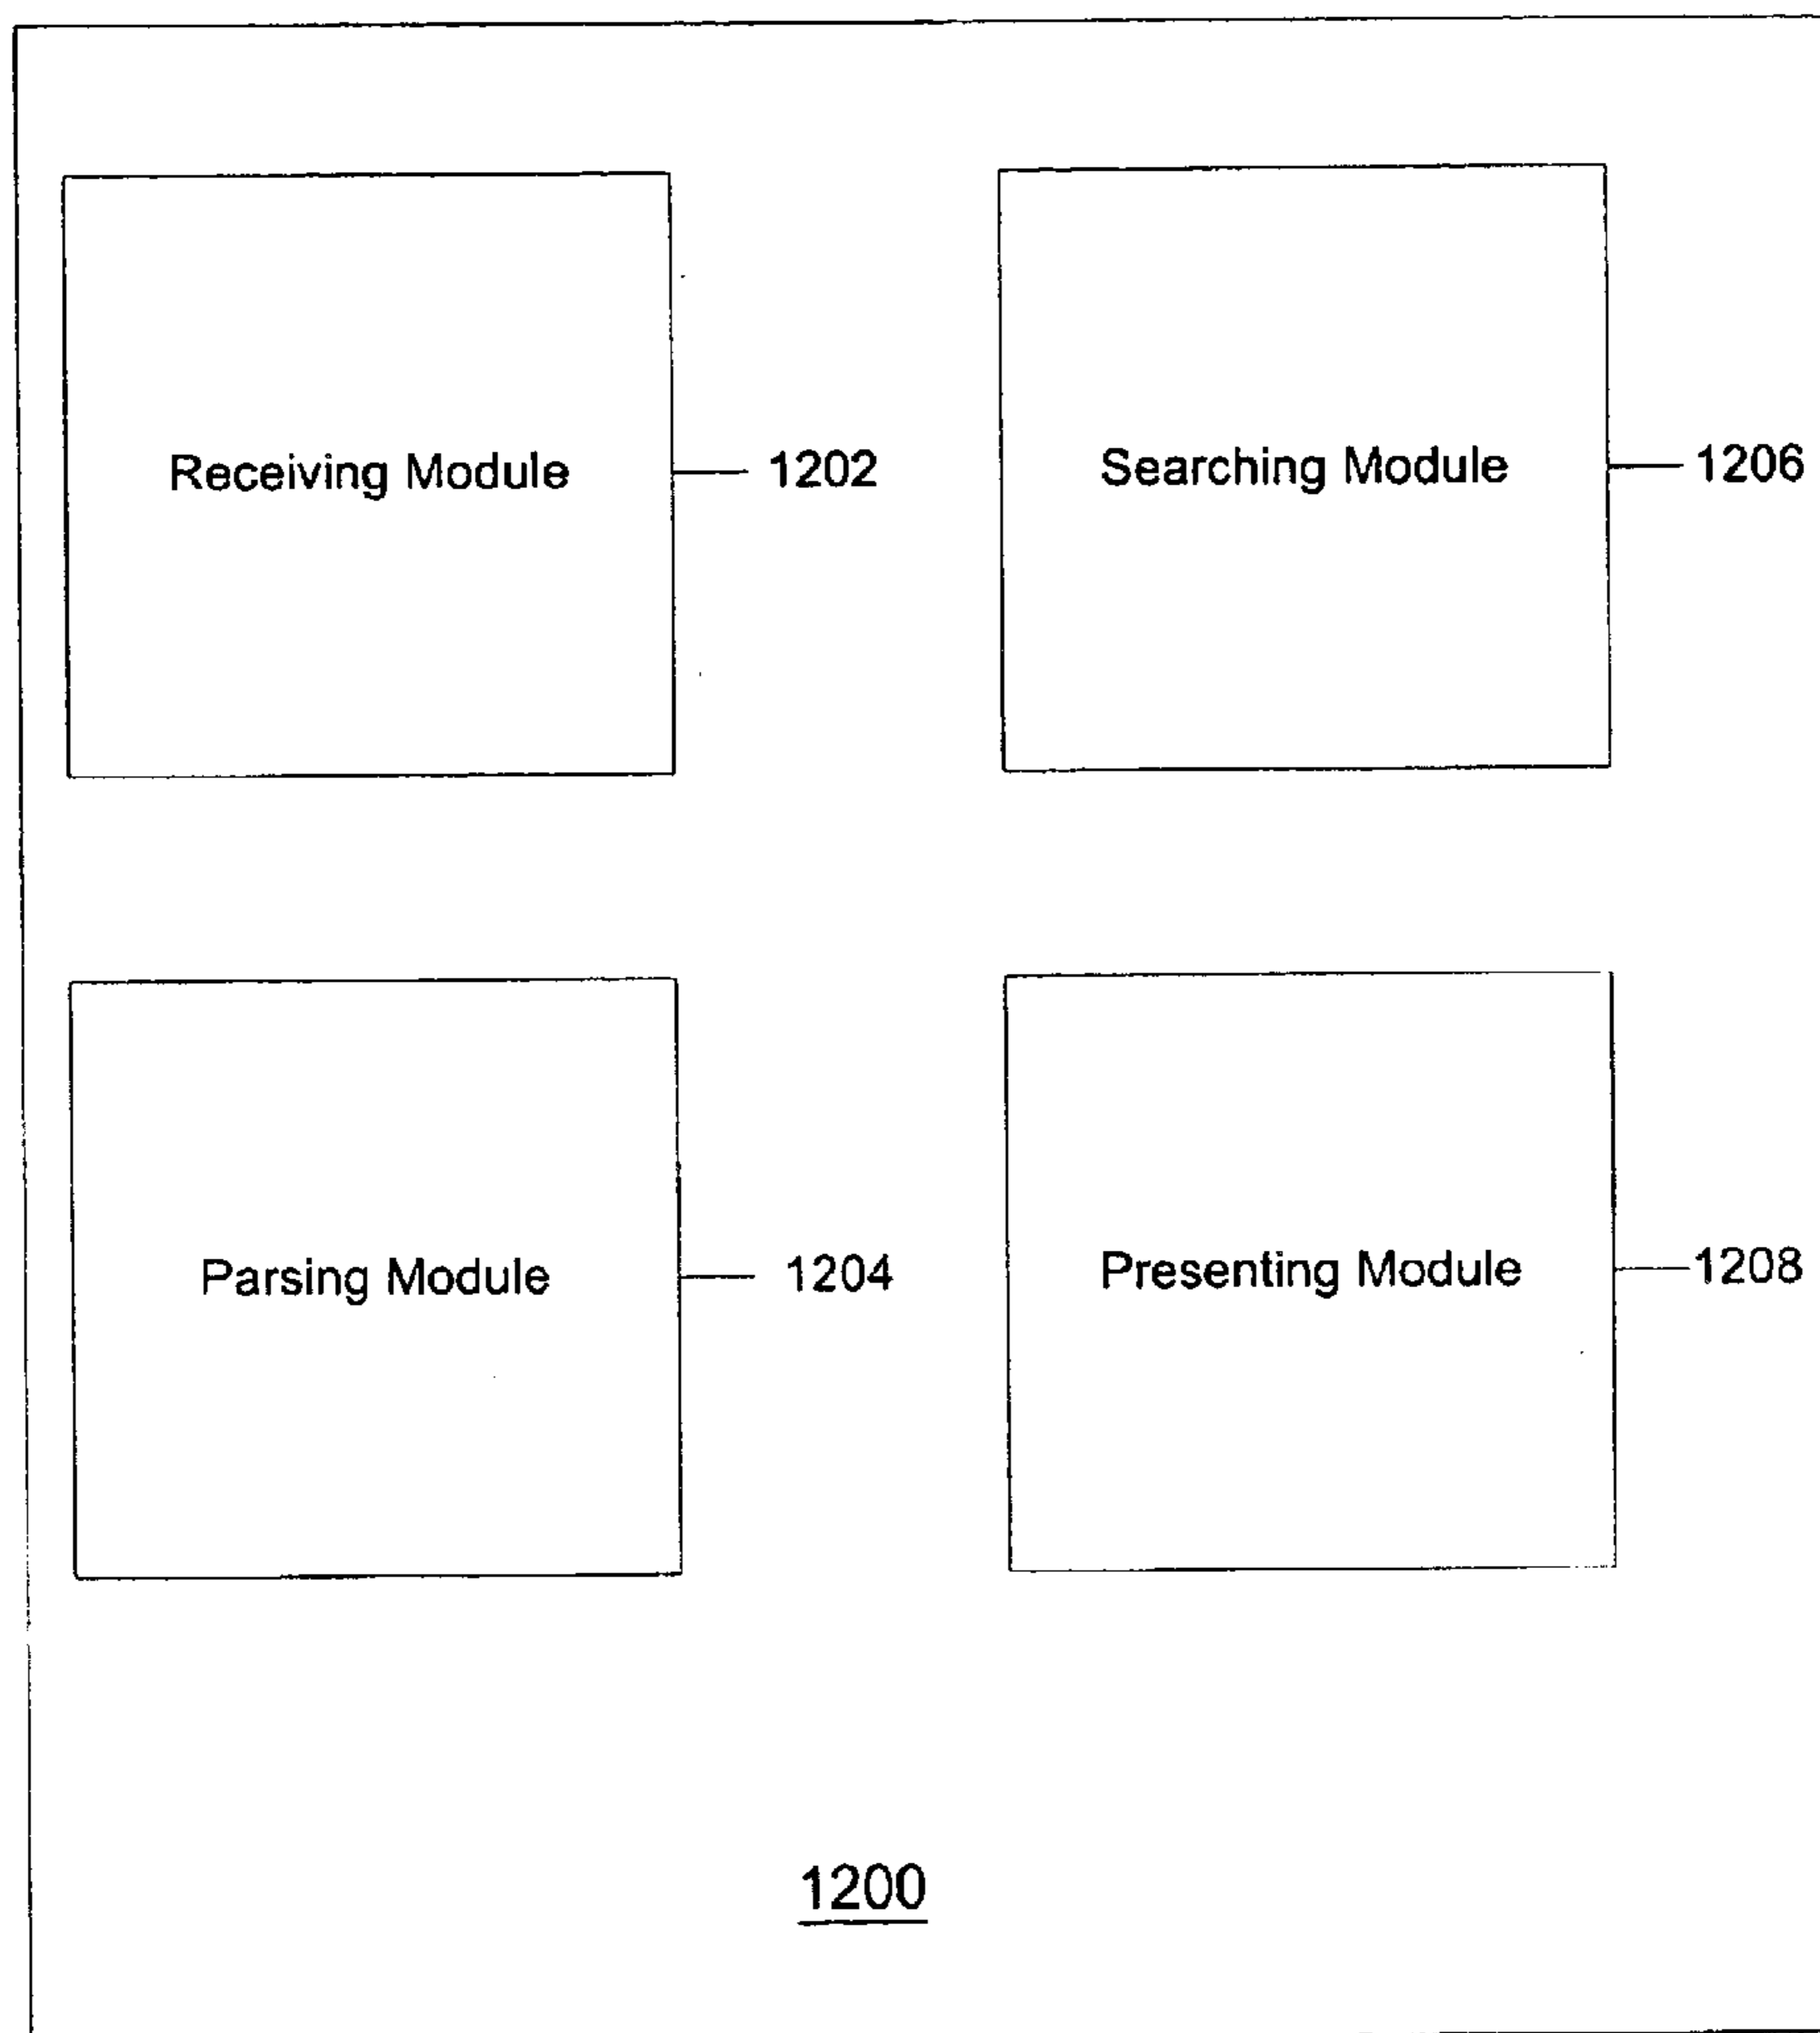 Receiving Module 1202
Searching Module 1206
Parsing Module 1204
Presenting Module 1208
1200